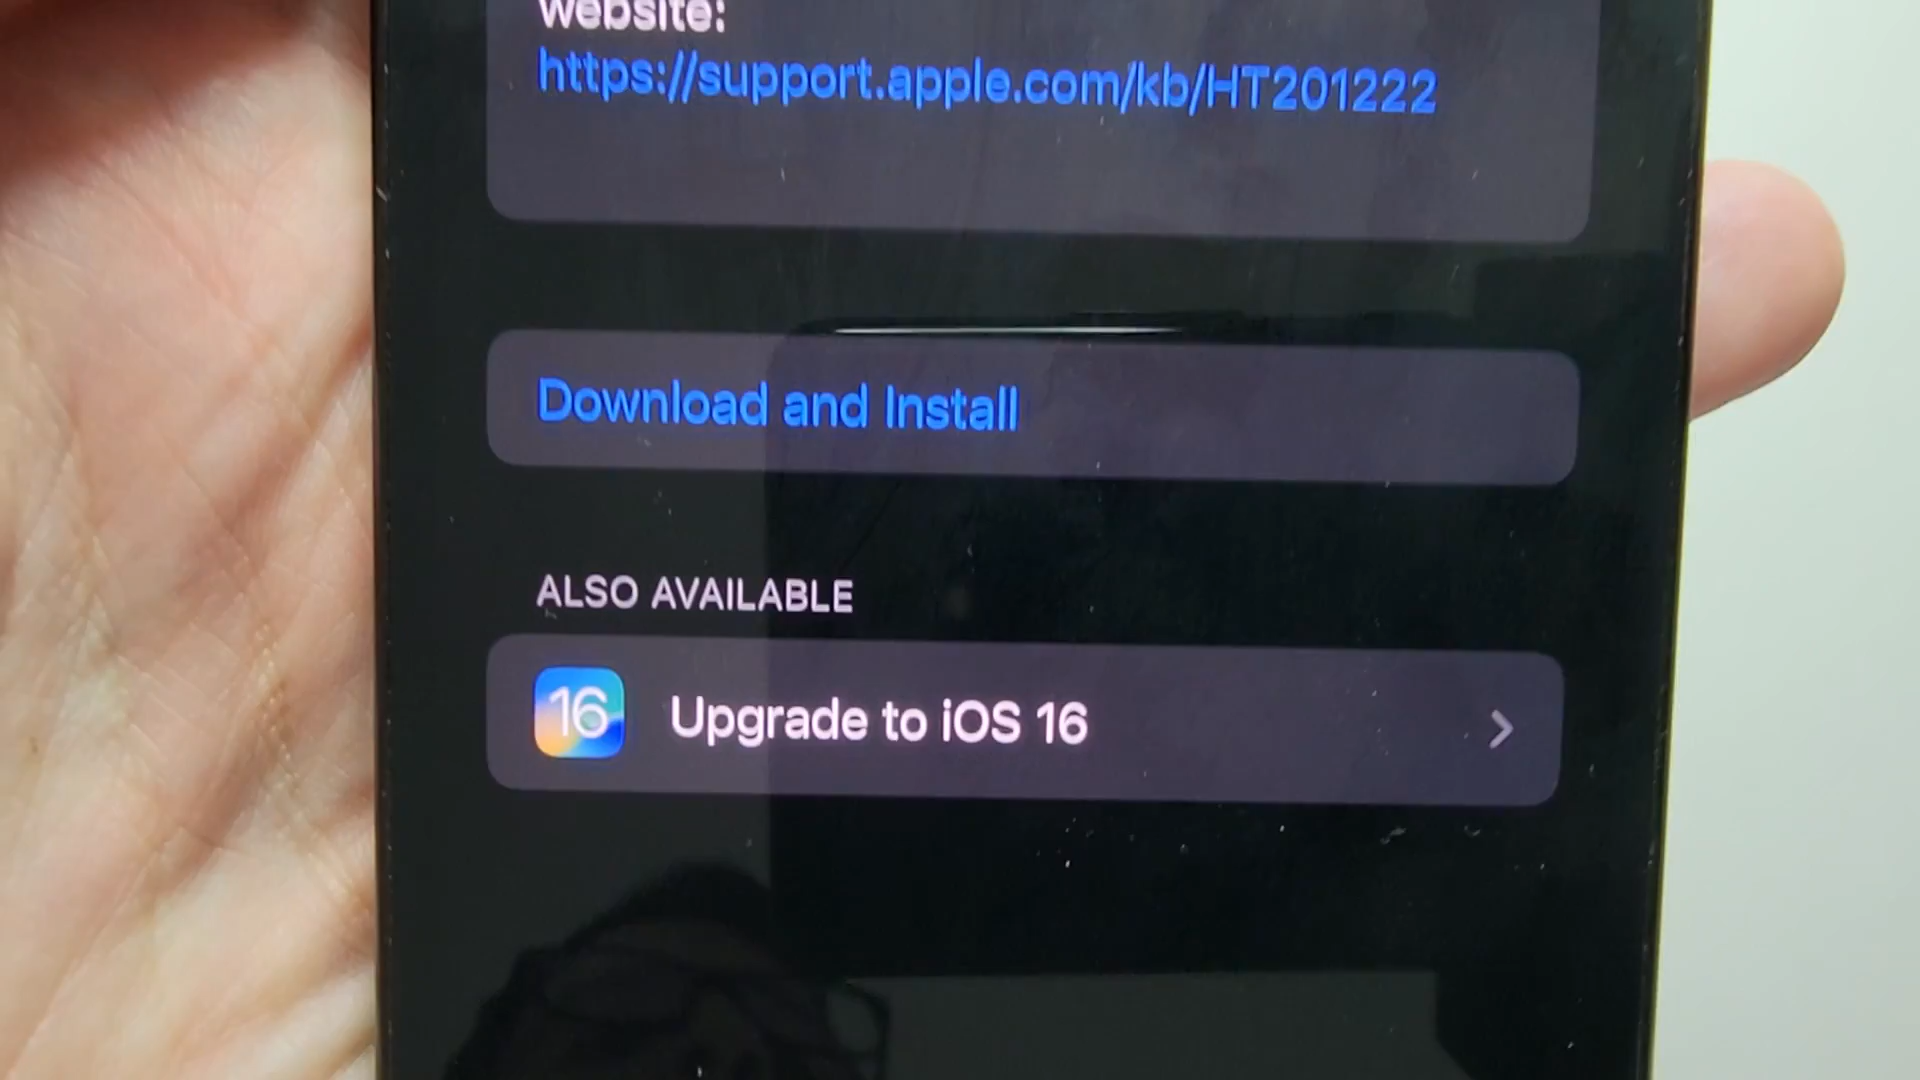 website:
https://support.apple.com/kb/HT201222
Download and Install
ALSO AVAILABLE
16
Upgrade to iOS 16